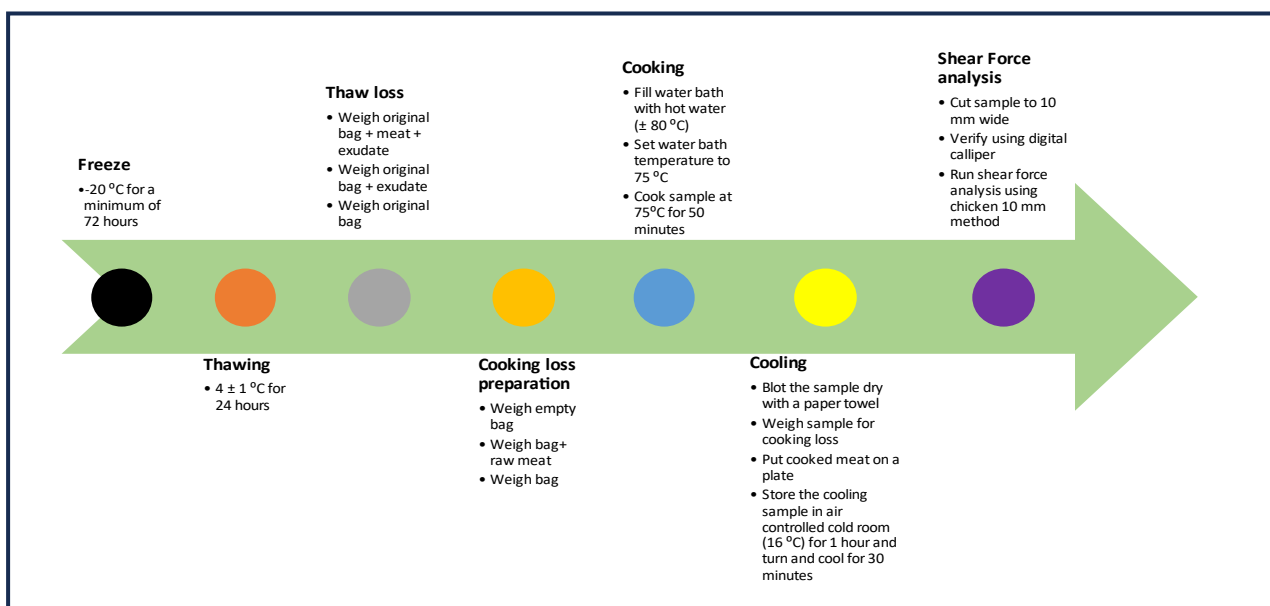 Freeze
•-20 ⁰C for a
minimum of
72 hours
Thawing
• 4 ± 1 ⁰C for
24 hours
Thaw loss
• Weigh original
bag + meat +
exudate
• Weigh original
bag + exudate
• Weigh original
bag
Cooking loss
preparation
• Weigh empty
bag
• Weigh bag+
raw meat
• Weigh bag
Cooking
• Fill water bath
with hot water
(± 80 ⁰C)
• Set water bath
temperature to
75 ⁰C
• Cook sample at
75⁰C for 50
minutes
Cooling
• Blot the sample dry
with a paper towel
• Weigh sample for
cooking loss
• Put cooked meat on a
plate
• Store the cooling
sample in air
controlled cold room
(16 ⁰C) for 1 hour and
turn and cool for 30
minutes
Shear Force
analysis
• Cut sample to 10
mm wide
• Verify using digital
calliper
• Run shear force
analysis using
chicken 10 mm
method